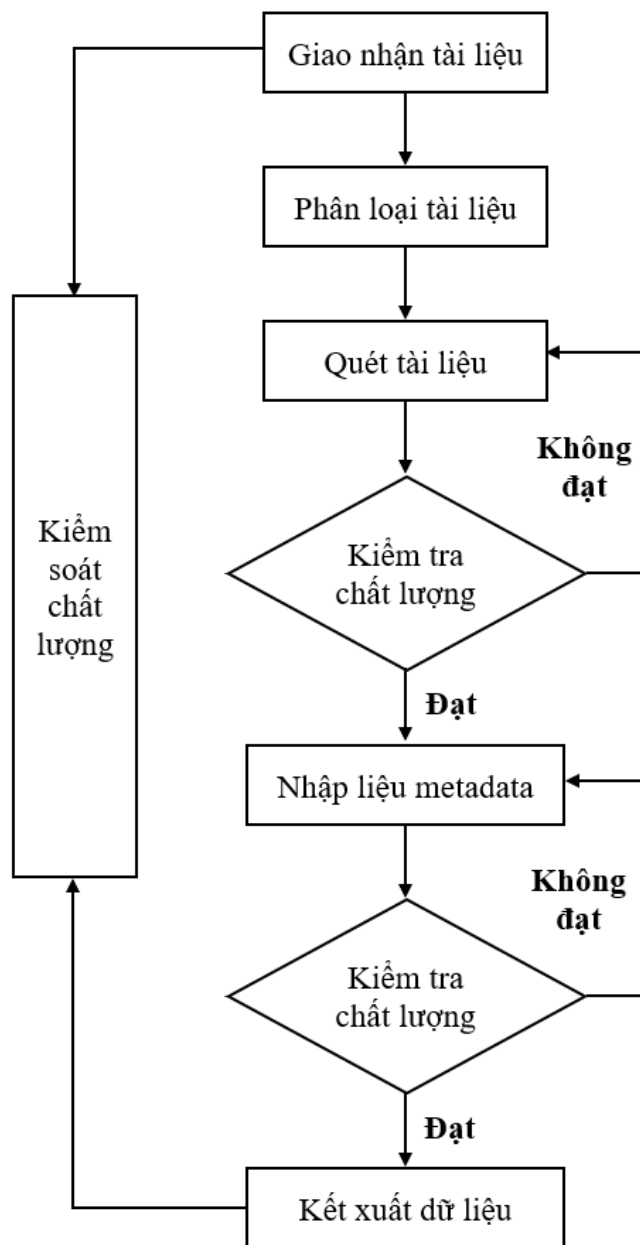 Giao nhận tài liệu
Phân loại tài liệu
Quét tài liệu
Không
đạt
Kiểm tra
chất lượng
Kiểm
soát
chất
lượng
Đạt
Nhập liệu metadata
Không
đạt
Kiểm tra
chất lượng
Đạt
Kết xuất dữ liệu